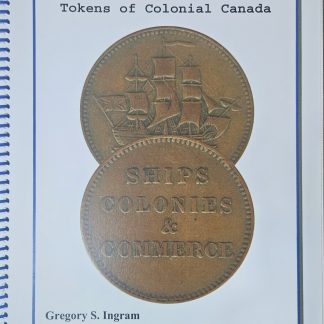 Tokens of Colonial Canada
SHIPS
COLONIES
&
COMMERCE
Gregory S. Ingram